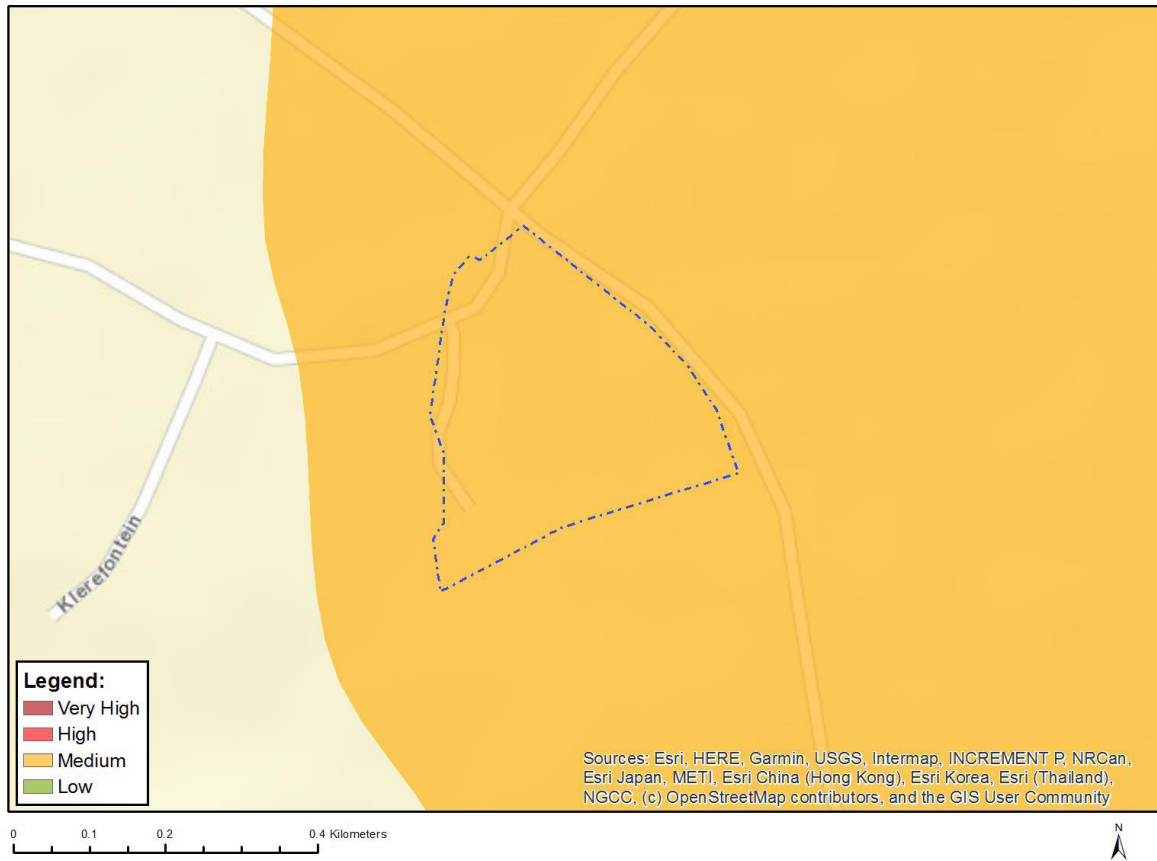 Klerefontein
Legend:
Very High
High
Medium
Low
Sources: Esri, HERE, Garmin, USGS, Intermap, INCREMENT P, NRCan,
Esri Japan, METI, Esri China (Hong Kong), Esri Korea, Esri (Thailand),
NGCC, (c) OpenStreetMap contributors, and the GIS User Community
0 0.1 0.2 0.4 Kilometers
N